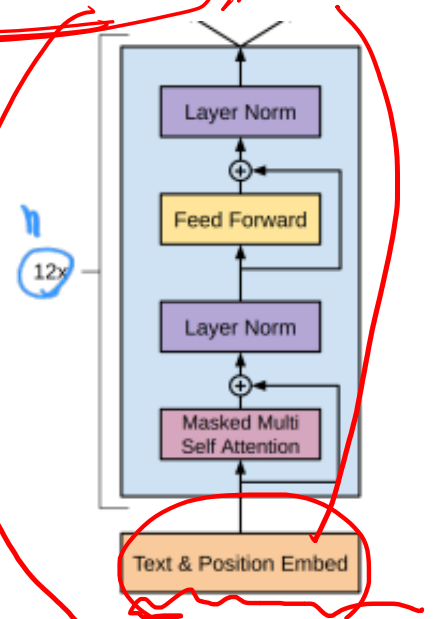 Layer Norm
Feed Forward
n
12x
Layer Norm
Masked Multi
Self Attention
Text & Position Embed